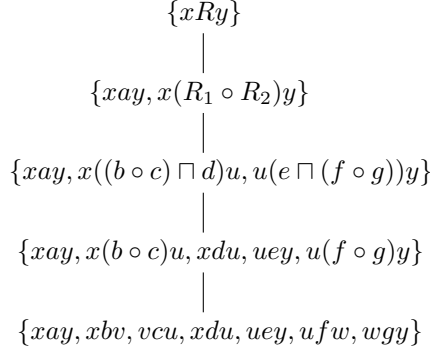 {xRy}
{xay, x(R₁ ∘ R₂)y}
{xay, x((b ∘ c) ⊓ d)u, u(e ⊓ (f ∘ g))y}
{xay, x(b ∘ c)u, xdu, uey, u(f ∘ g)y}
{xay, xbv, vcu, xdu, uey, ufw, wgy}